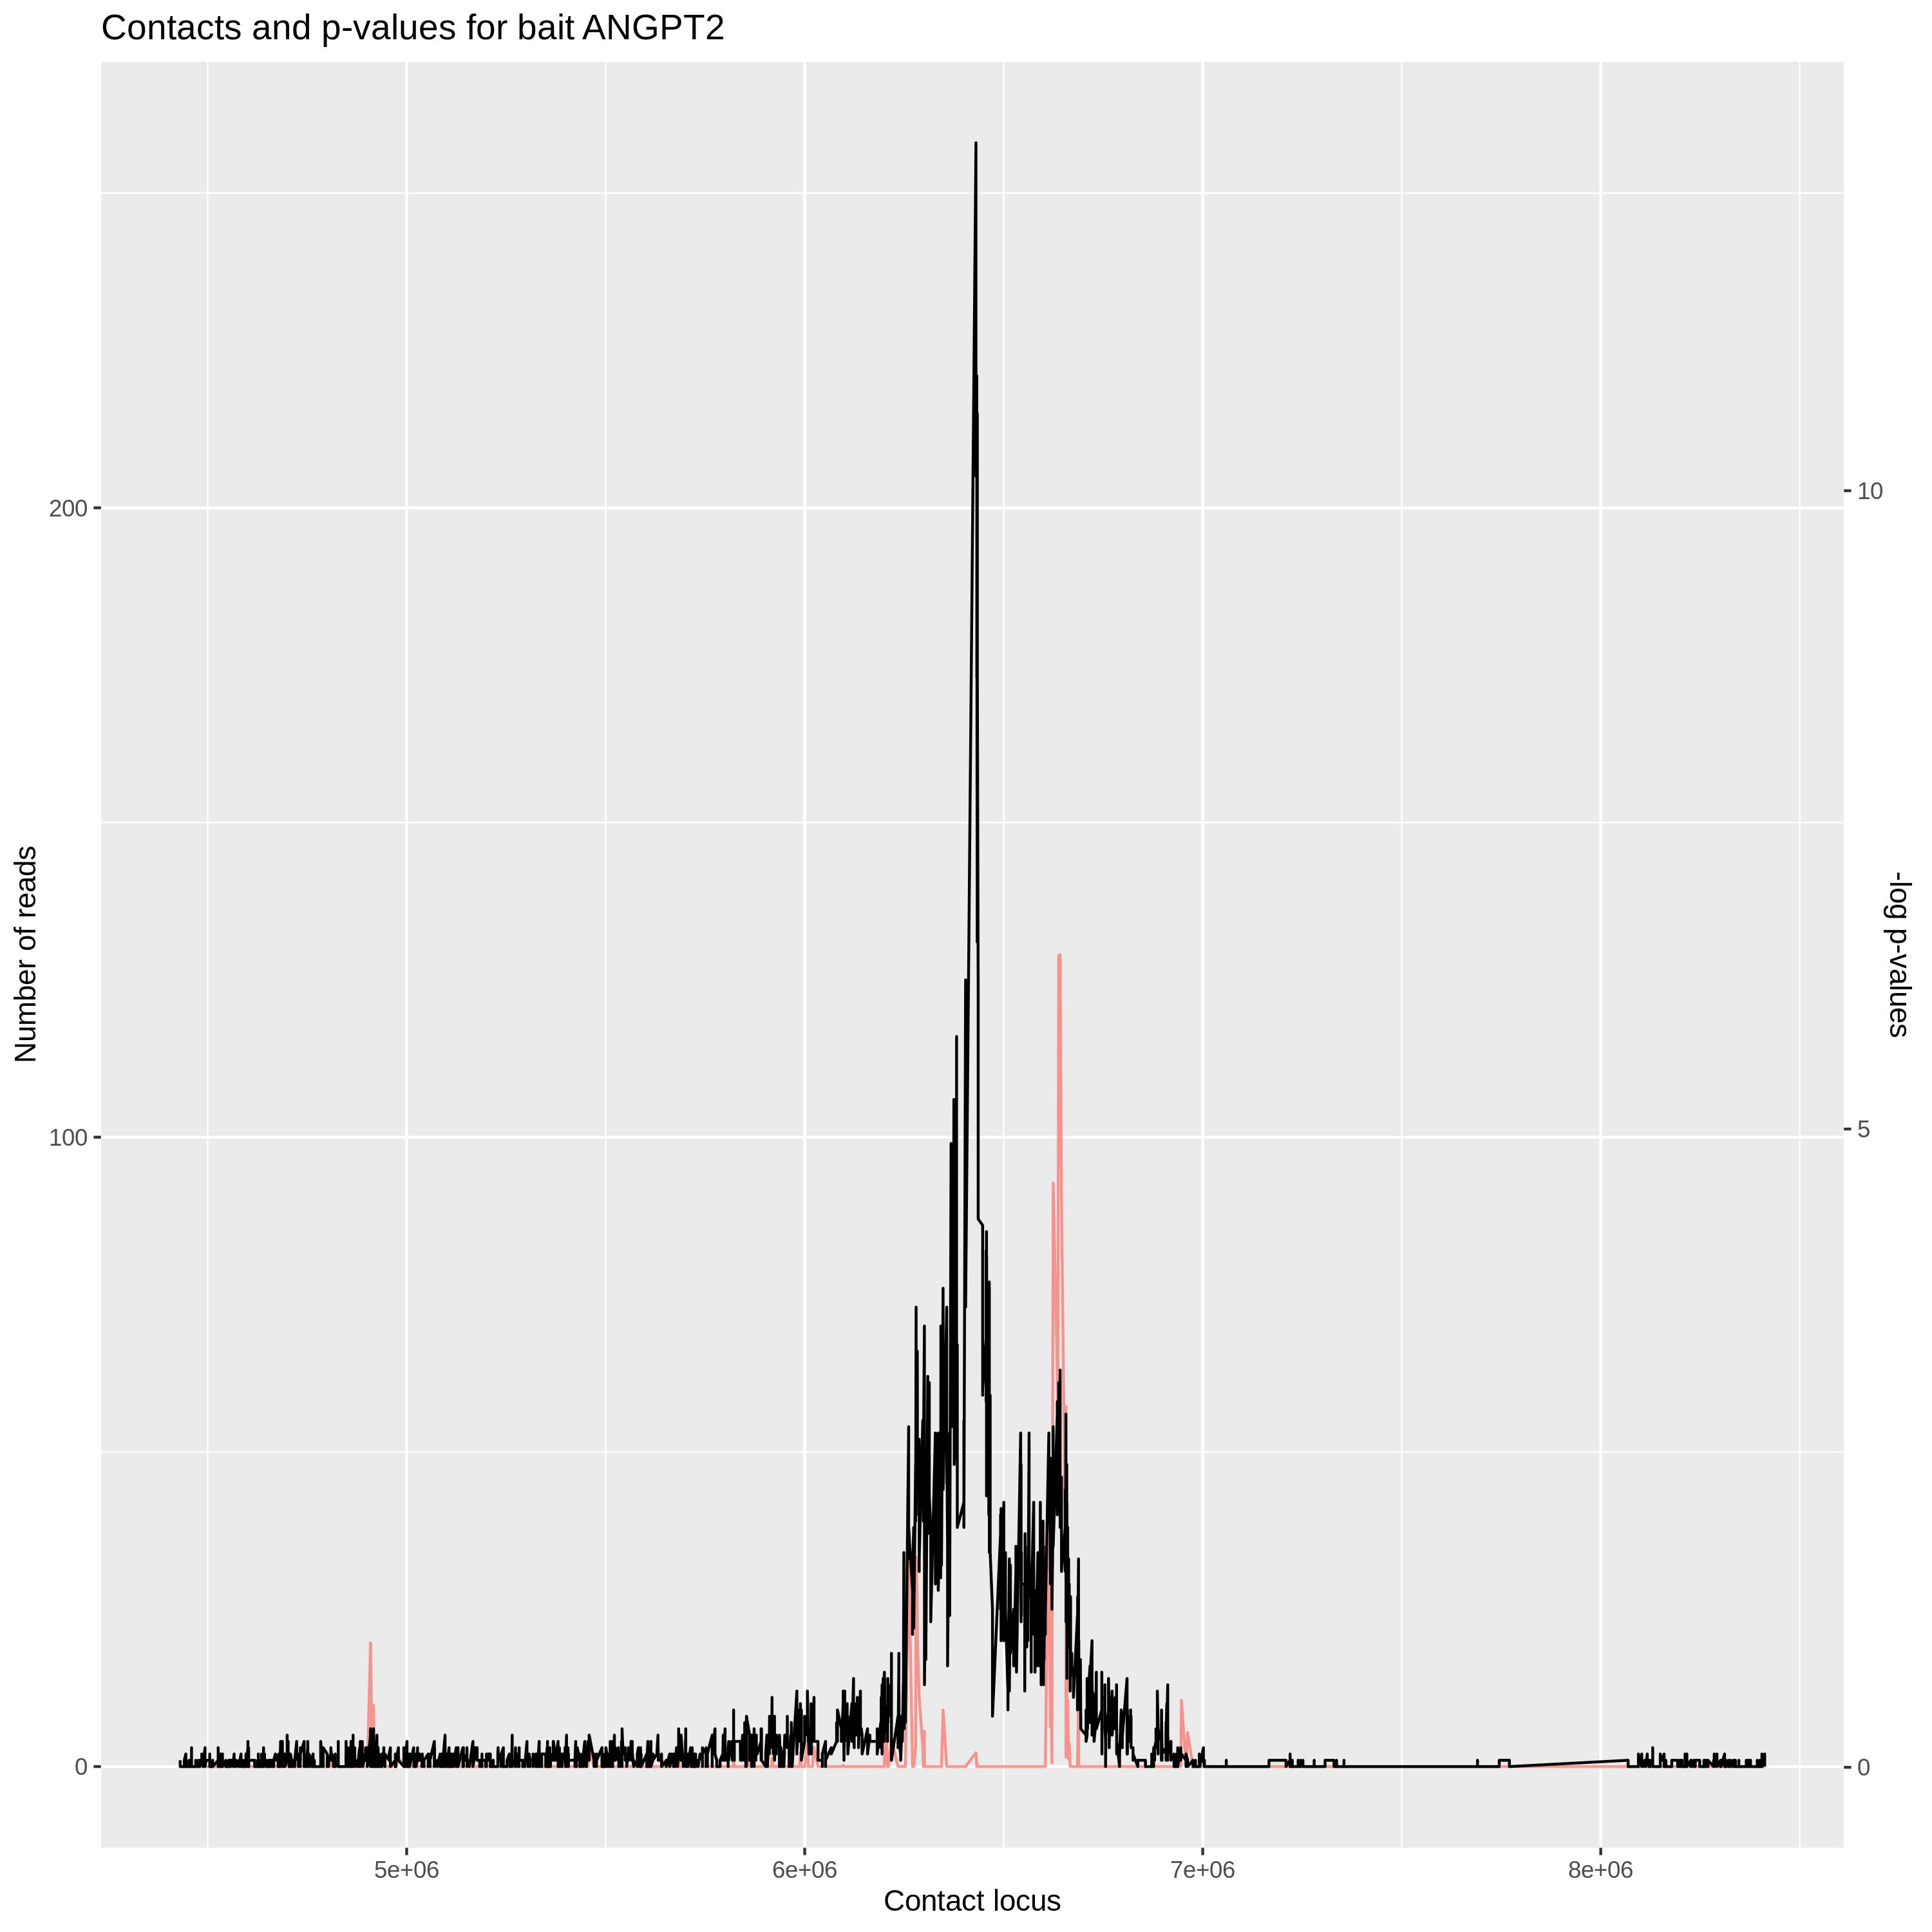 Contacts and p-values for bait ANGPT2
Number of reads
200
100
0
10
5
0
-log p-values
5e+06
6e+06
7e+06
8e+06
Contact locus